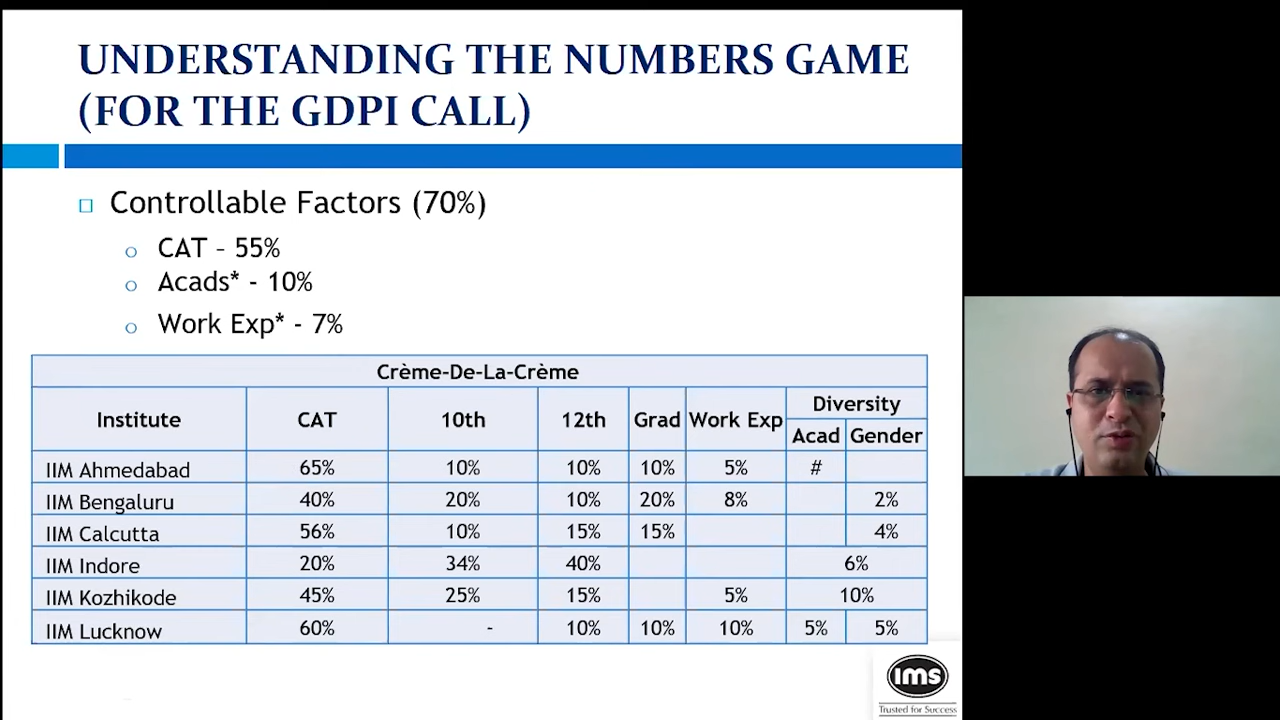 UNDERSTANDING THE NUMBERS GAME
(FOR THE GDPI CALL)
Controllable Factors (70%)
CAT – 55%
Acads* - 10%
Work Exp* - 7%
Crème-De-La-Crème
Institute CAT 10th 12th Grad Work Exp Diversity
Acad Gender
IIM Ahmedabad 65% 10% 10% 10% 5% #
IIM Bengaluru 40% 20% 10% 20% 8% 2%
IIM Calcutta 56% 10% 15% 15% 4%
IIM Indore 20% 34% 40% 6%
IIM Kozhikode 45% 25% 15% 5% 10%
IIM Lucknow 60% - 10% 10% 10% 5% 5%
ims
Trusted for Success